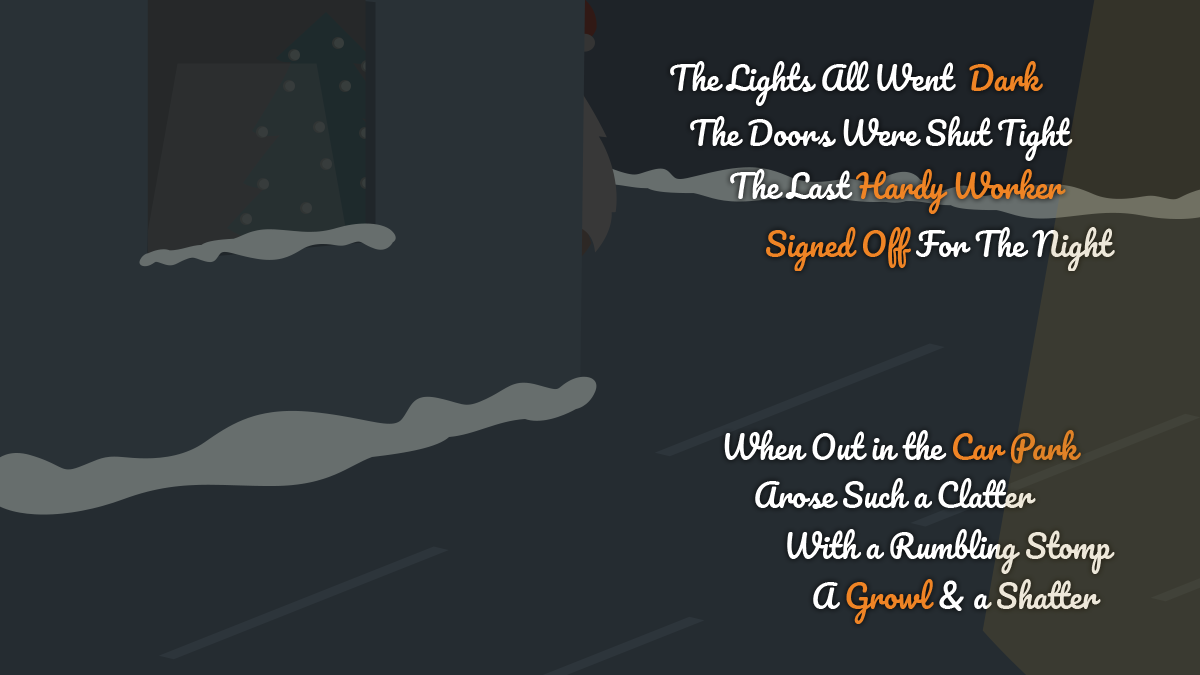 The Lights All Went Dark
The Doors Were Shut Tight
The Last Hardy Worker
Signed Off For The Night
When Out in the Car Park
Arose Such a Clatter
With a Rumbling Stomp
A Growl & a Shatter